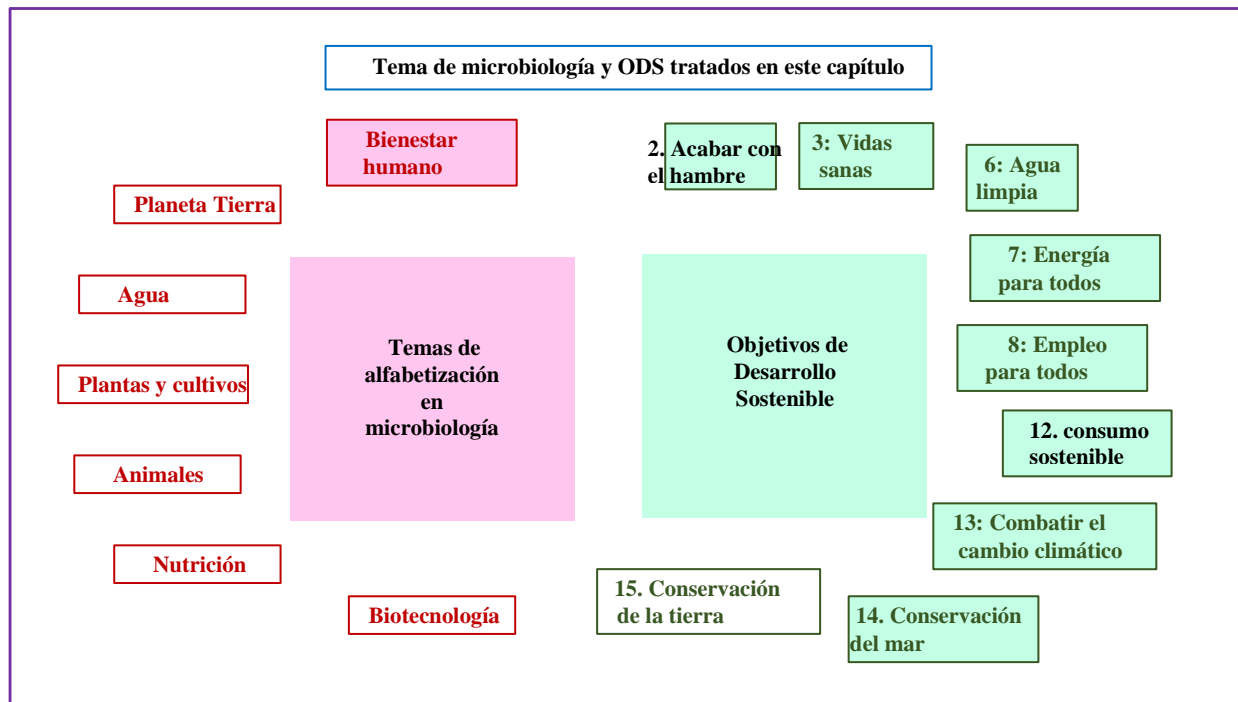 Tema de microbiología y ODS tratados en este capítulo
Bienestar
humano
Planeta Tierra
Agua
Plantas y cultivos
Animales
Nutrición
Biotecnología
Temas de
alfabetización
en
microbiología
Objetivos de
Desarrollo
Sostenible
2. Acabar con
el hambre
3: Vidas
sanas
6: Agua
limpia
7: Energía
para todos
8: Empleo
para todos
12. consumo
sostenible
13: Combatir el
cambio climático
14. Conservación
del mar
15. Conservación
de la tierra